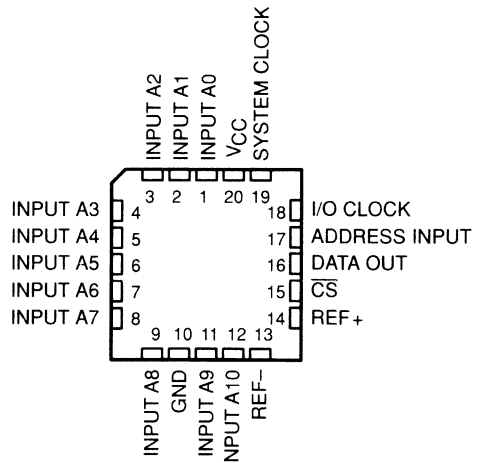 INPUT A2
INPUT A1
INPUT A0
VCC
SYSTEM CLOCK
3 2 1 20 19
INPUT A3 4 18 I/O CLOCK
INPUT A4 5 17 ADDRESS INPUT
INPUT A5 6 16 DATA OUT
INPUT A6 7 15 CS
INPUT A7 8 14 REF+
9 10 11 12 13
INPUT A8
GND
INPUT A9
NPUT A10
REF−